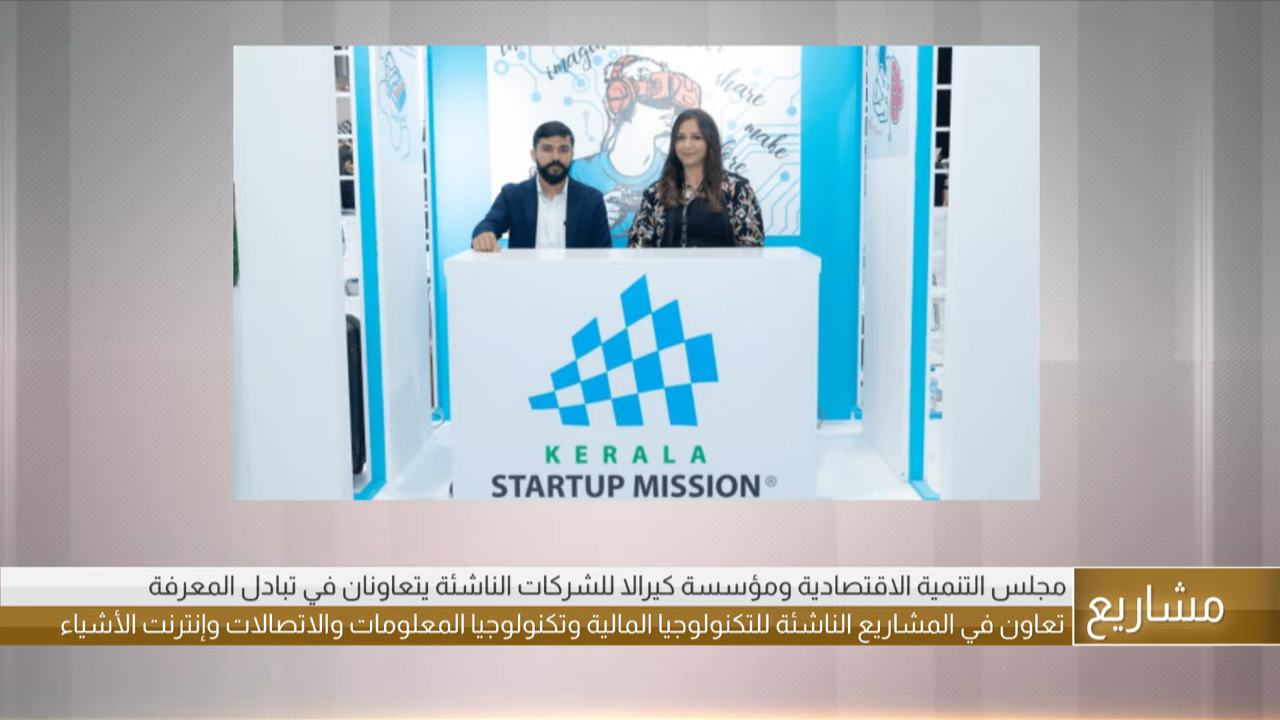 imagin
share
make
KERALA
STARTUP MISSION®
مشاريع
مجلس التنمية الاقتصادية ومؤسسة كيرالا للشركات الناشئة يتعاونان في تبادل المعرفة
تعاون في المشاريع الناشئة للتكنولوجيا المالية وتكنولوجيا المعلومات والاتصالات وإنترنت الأشياء